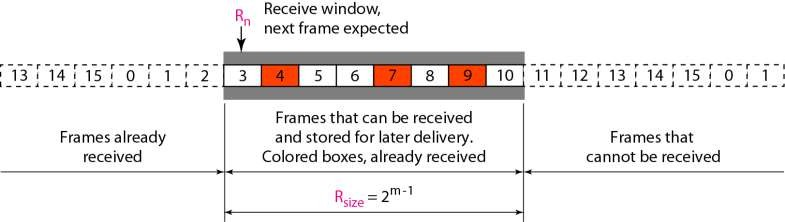 Rn Receive window,
next frame expected
13 14 15 0 1 2 3 4 5 6 7 8 9 10 11 12 13 14 15 0 1
Frames already
received
Frames that can be received
and stored for later delivery.
Colored boxes, already received
Frames that
cannot be received
Rsize = 2^m-1